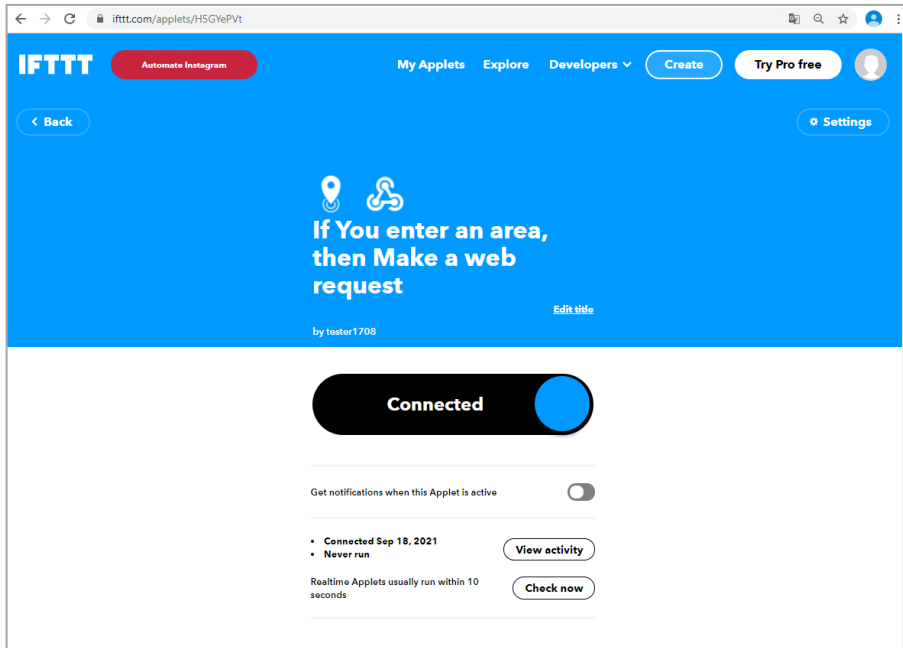 ifttt.com/applets/H5GYePVt
IFTTT
Automate Instagram
My Applets
Explore
Developers
Create
Try Pro free
Back
Settings
If You enter an area,
then Make a web
request
Edit title
by tester1708
Connected
Get notifications when this Applet is active
• Connected Sep 18, 2021
• Never run
View activity
Realtime Applets usually run within 10
seconds
Check now